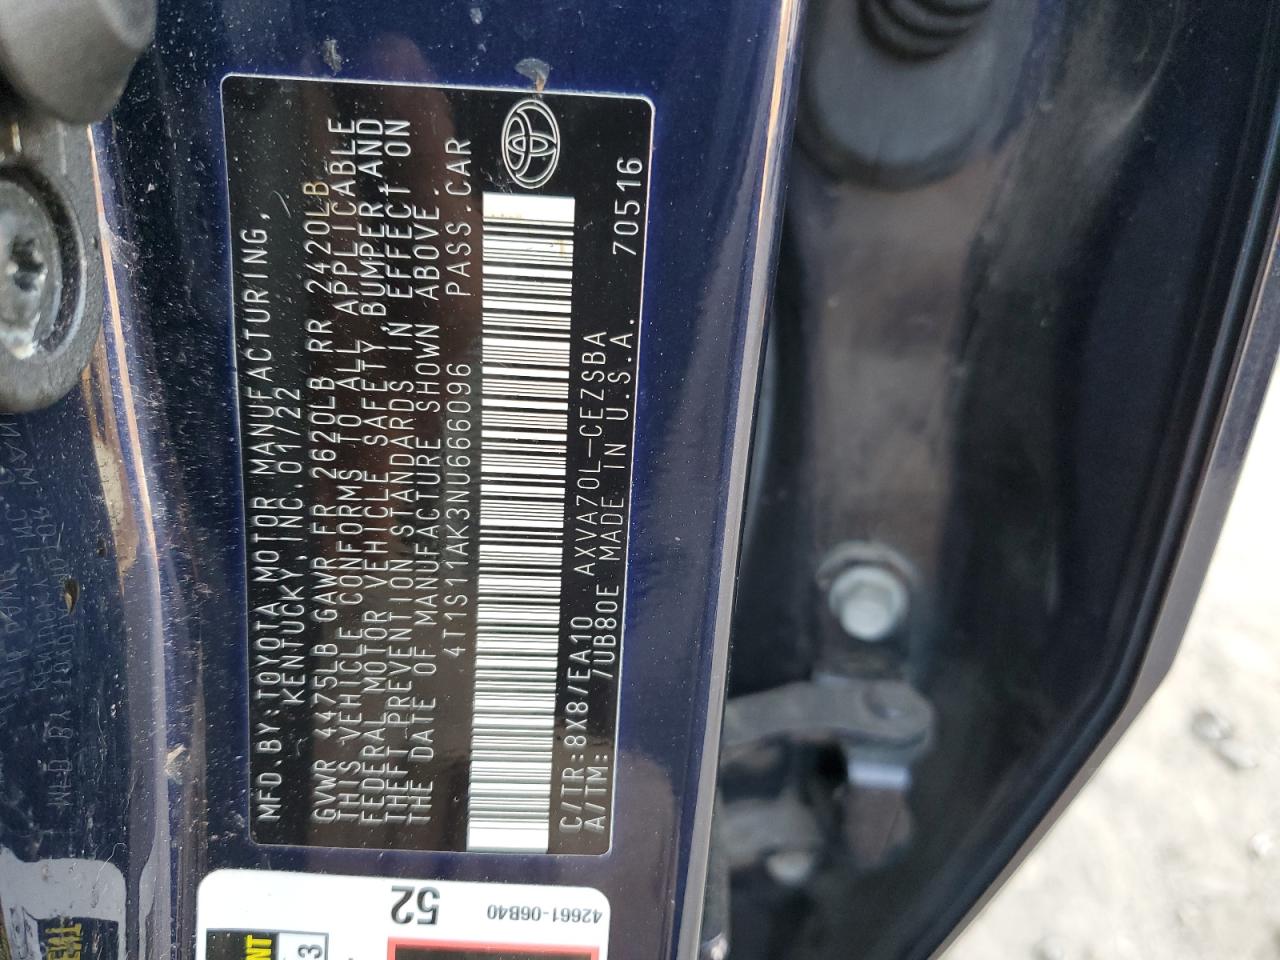 MFD.BY:TOYOTA MOTOR MANUFACTURING,
KENTUCKY,INC.01/22
GVWR 4475LB GAWR FR 2620LB RR 2420LB
THIS VEHICLE CONFORMS TO ALL APPLICABLE
FEDERAL MOTOR VEHICLE SAFETY, BUMPER, AND
THEFT PREVENTION STANDARDS IN EFFECT ON
THE DATE OF MANUFACTURE SHOWN ABOVE.
4T1S11AK3NU666096 PASS.CAR
C/TR:8X8/EA10 AXVA70L-CEZSBA
A/TM: /UB80E MADE IN U.S.A. 70516
52
42661-06B40
3